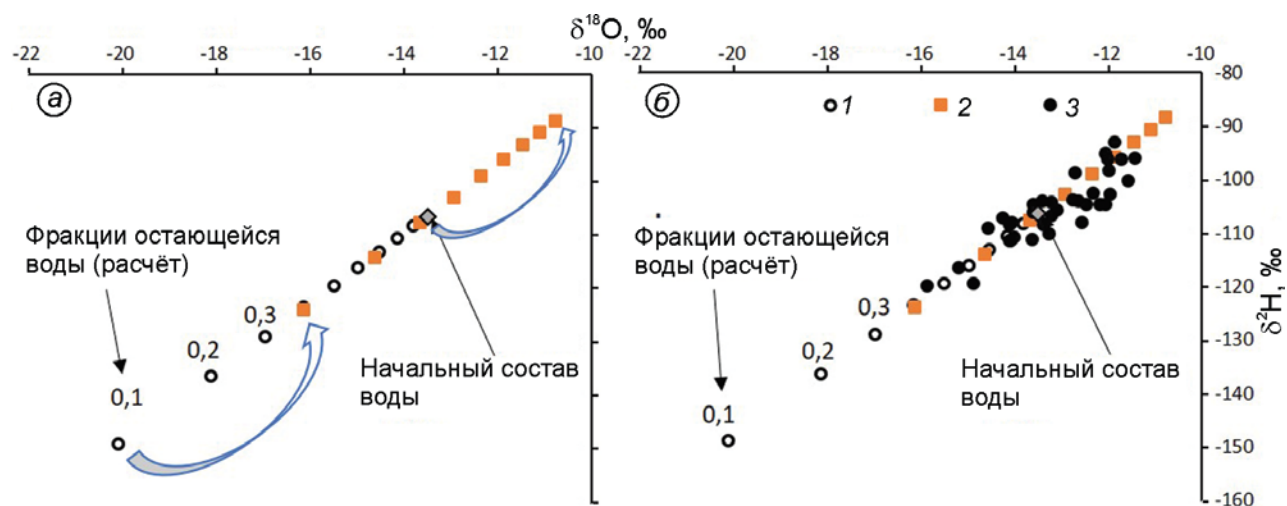 δ¹⁸O, ‰
-22 -20 -18 -16 -14 -12 -10
-22 -20 -18 -16 -14 -12 -10
а
б
1 2 3
-80
-90
-100
-110
-120
-130
-140
-150
-160
δ²H, ‰
Фракции остающейся
воды (расчёт)
0,3
0,2
0,1
Начальный состав
воды
Фракции остающейся
воды (расчёт)
0,3
0,2
0,1
Начальный состав
воды